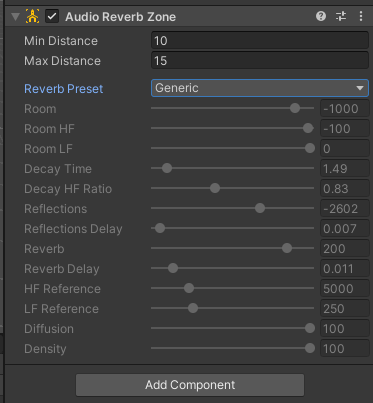 Audio Reverb Zone
Min Distance 10
Max Distance 15
Reverb Preset Generic
Room -1000
Room HF -100
Room LF 0
Decay Time 1.49
Decay HF Ratio 0.83
Reflections -2602
Reflections Delay 0.007
Reverb 200
Reverb Delay 0.011
HF Reference 5000
LF Reference 250
Diffusion 100
Density 100
Add Component